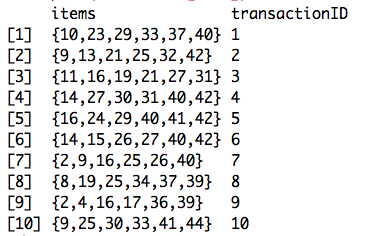 items transactionID
[1] {10,23,29,33,37,40} 1
[2] {9,13,21,25,32,42} 2
[3] {11,16,19,21,27,31} 3
[4] {14,27,30,31,40,42} 4
[5] {16,24,29,40,41,42} 5
[6] {14,15,26,27,40,42} 6
[7] {2,9,16,25,26,40} 7
[8] {8,19,25,34,37,39} 8
[9] {2,4,16,17,36,39} 9
[10] {9,25,30,33,41,44} 10